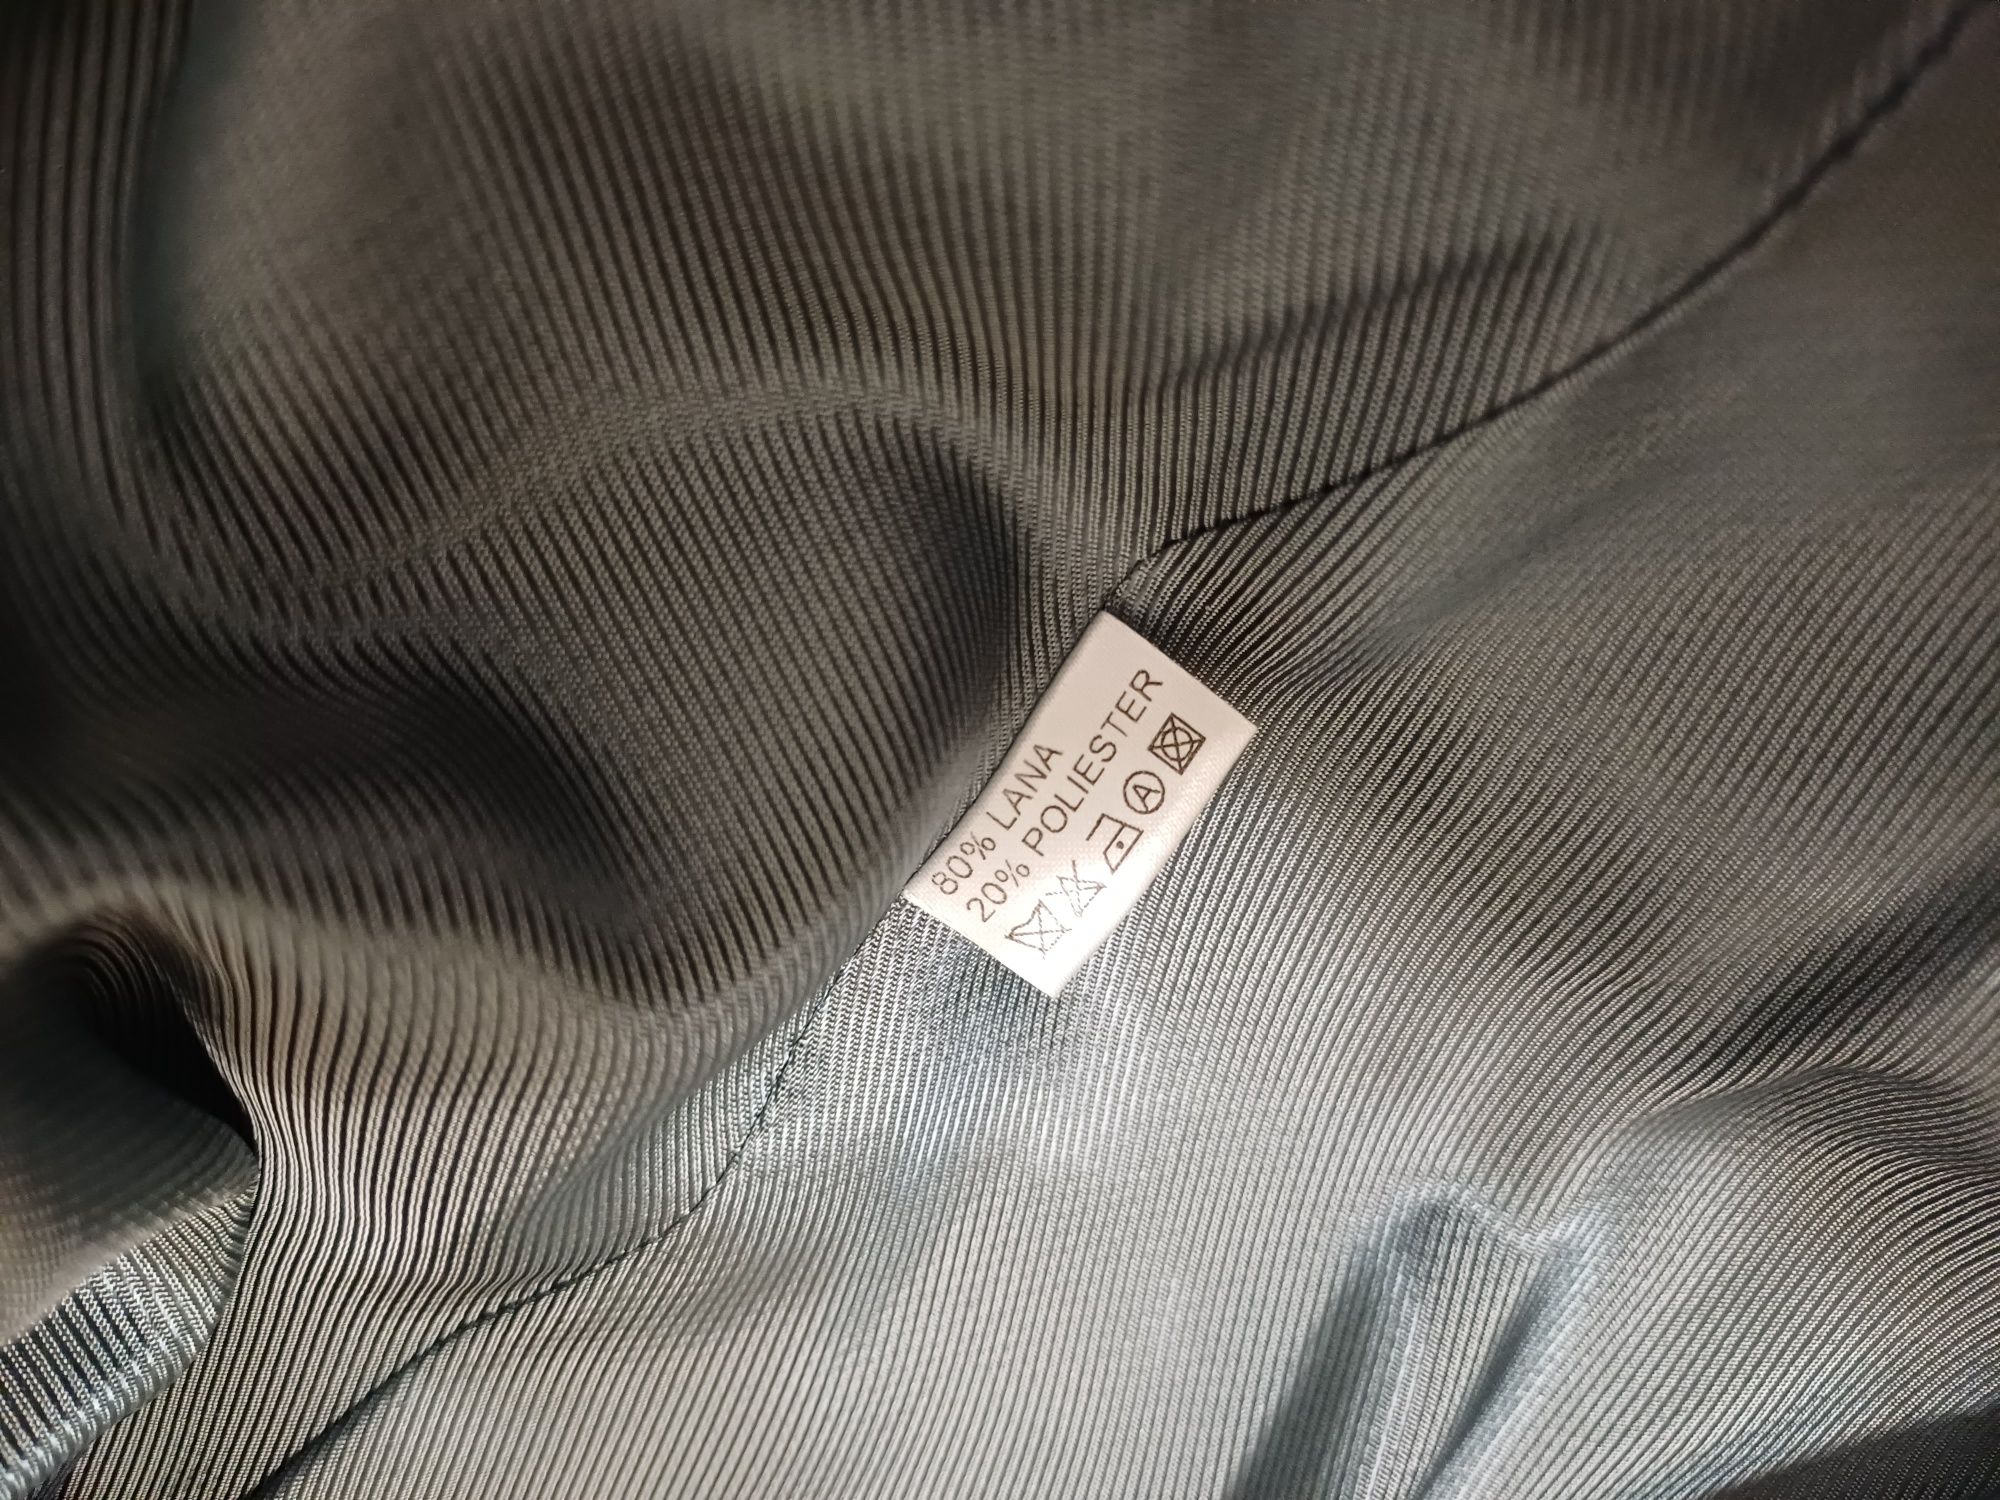 80% LANA
20% POLIESTER
A